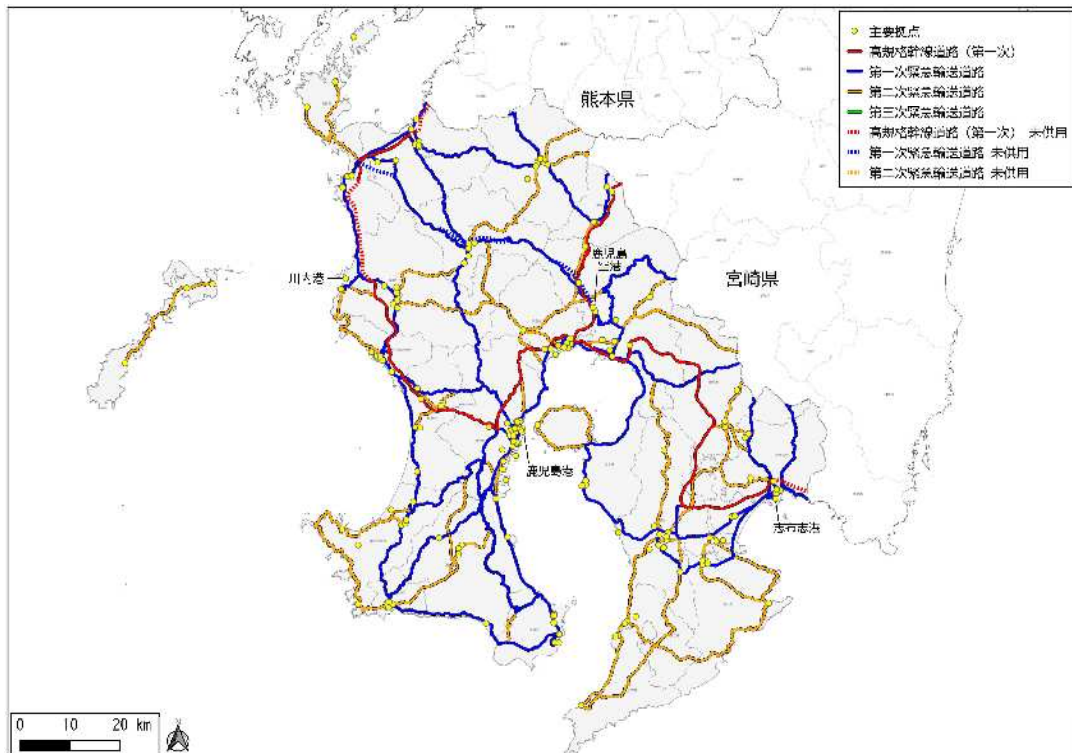 主要拠点
高規格幹線道路（第一次）
第一次緊急輸送道路
第二次緊急輸送道路
第三次緊急輸送道路
高規格幹線道路（第一次） 未供用
第一次緊急輸送道路 未供用
第二次緊急輸送道路 未供用
熊本県
鹿児島
空港
宮崎県
川内港
鹿児島港
志布志港
0 10 20 km
N